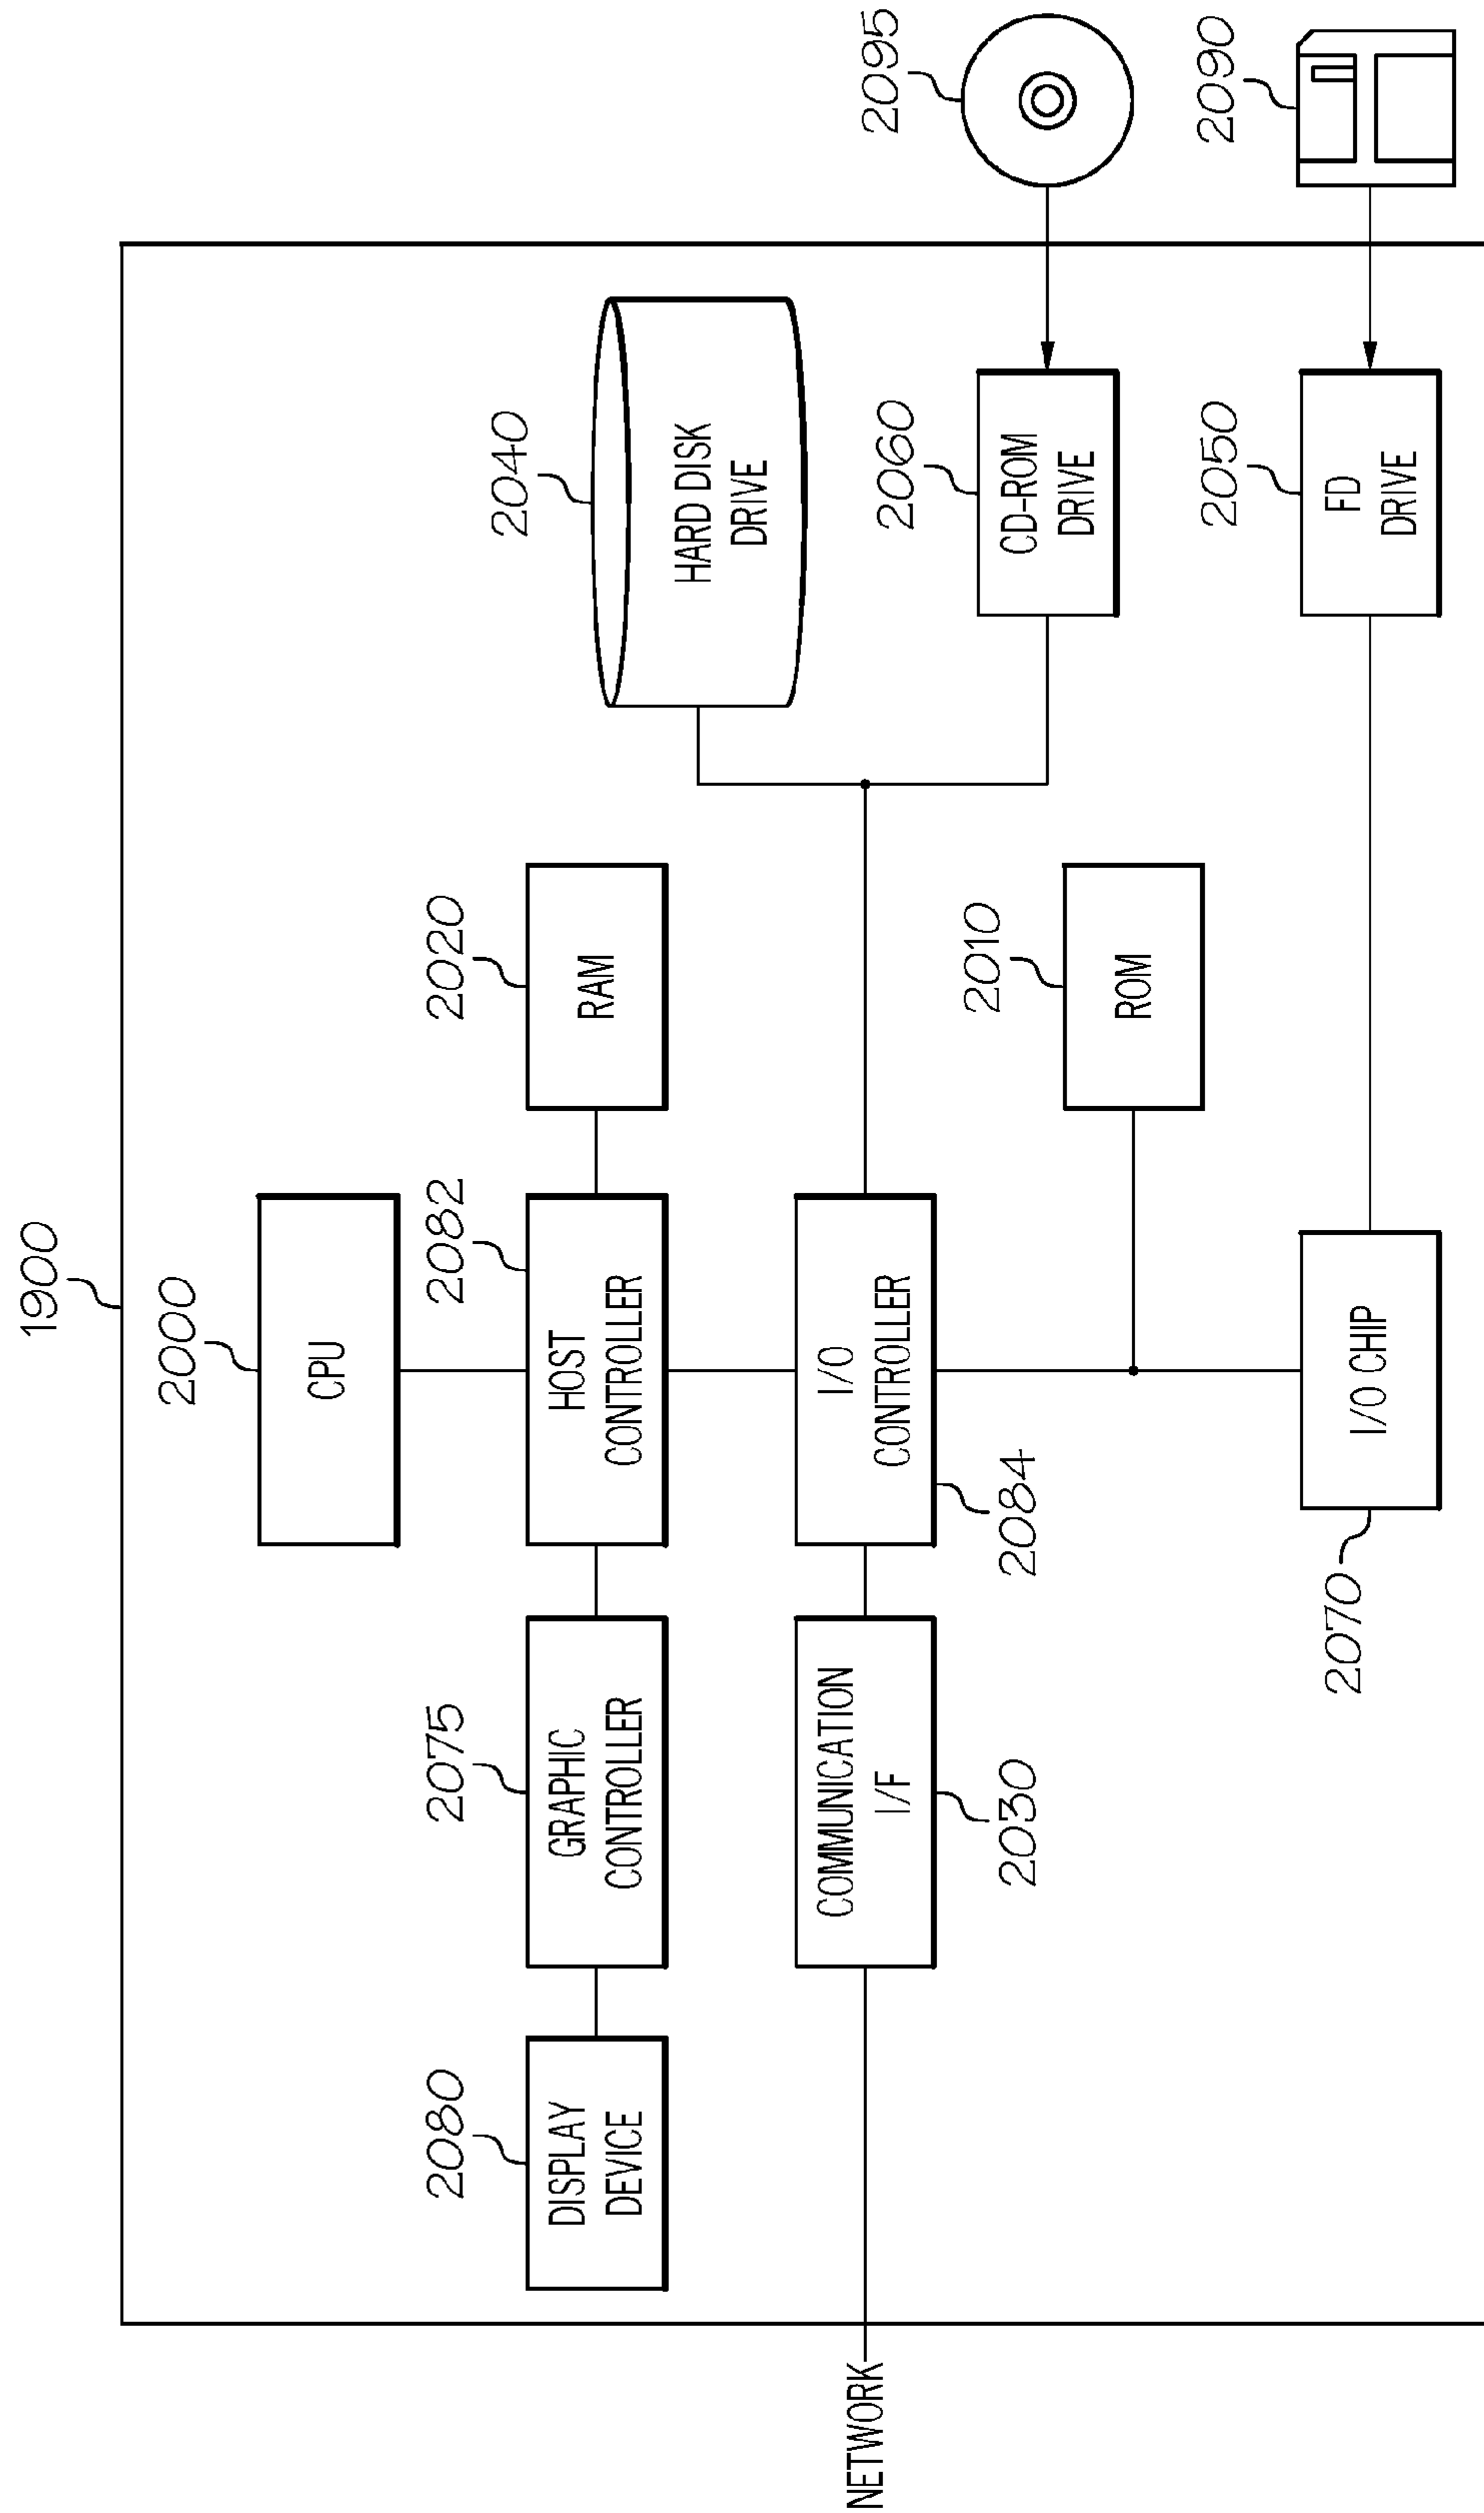 1900
2000
CPU
2080
2075
2082
2020
2040
DISPLAY
DEVICE
GRAPHIC
CONTROLLER
HOST
CONTROLLER
RAM
HARD DISK
DRIVE
NETWORK
COMMUNICATION
I/F
I/O
CONTROLLER
2030
2084
2010
ROM
2060
CD-ROM
DRIVE
2095
2070
I/O CHIP
2050
FD
DRIVE
2090